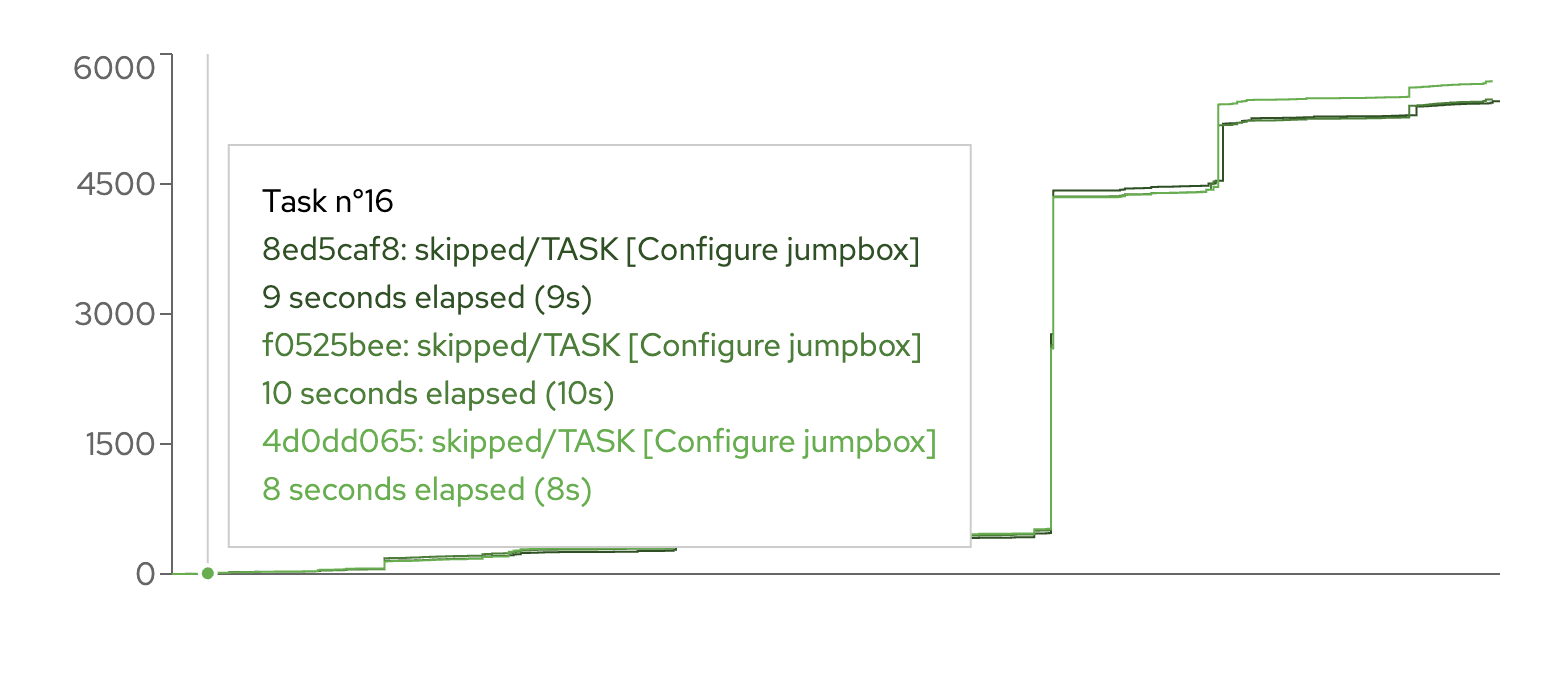 6000
4500
3000
1500
0
Task n°16
8ed5caf8: skipped/TASK [Configure jumpbox]
9 seconds elapsed (9s)
f0525bee: skipped/TASK [Configure jumpbox]
10 seconds elapsed (10s)
4d0dd065: skipped/TASK [Configure jumpbox]
8 seconds elapsed (8s)